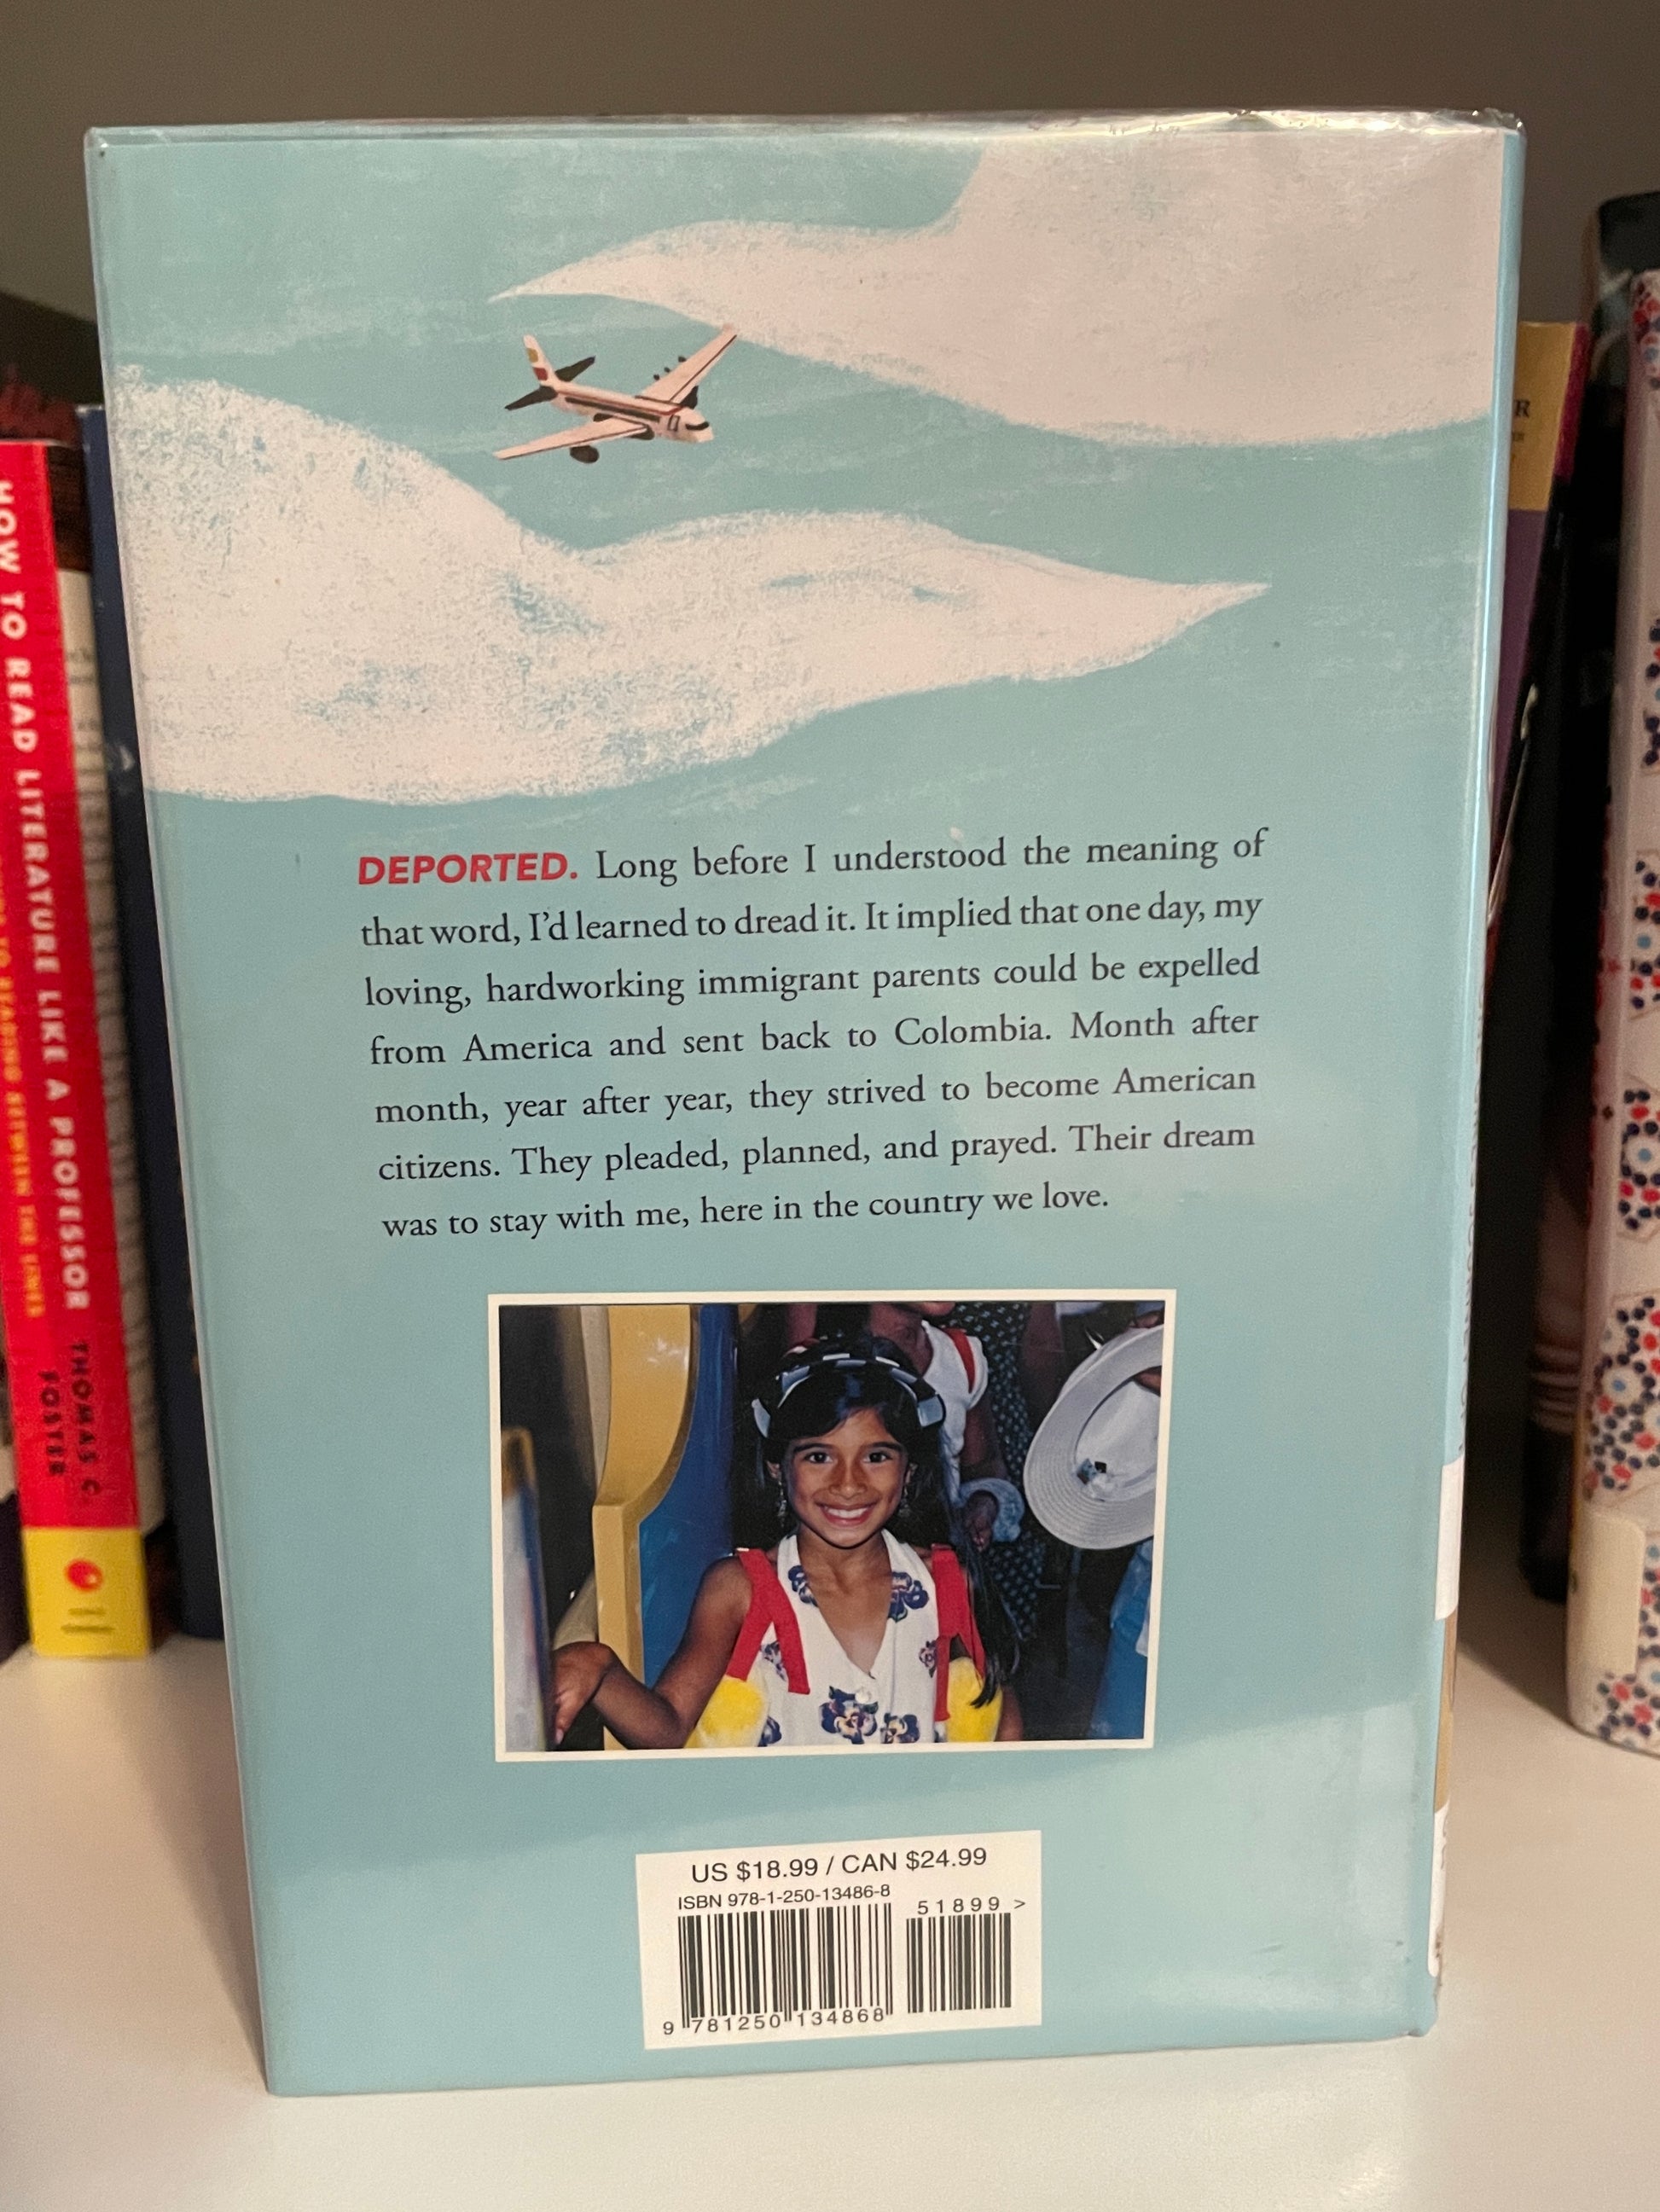 HOW TO READ LITERATURE LIKE A PROFESSOR THOMAS C.
FOSTER
DEPORTED. Long before I understood the meaning of
that word, I'd learned to dread it. It implied that one day, my
loving, hardworking immigrant parents could be expelled
from America and sent back to Colombia. Month after
month, year after year, they strived to become American
citizens. They pleaded, planned, and prayed. Their dream
was to stay with me, here in the country we love.
US $18.99 / CAN $24.99
ISBN 978-1-250-13486-8
51899 >
9 781250 134868
R